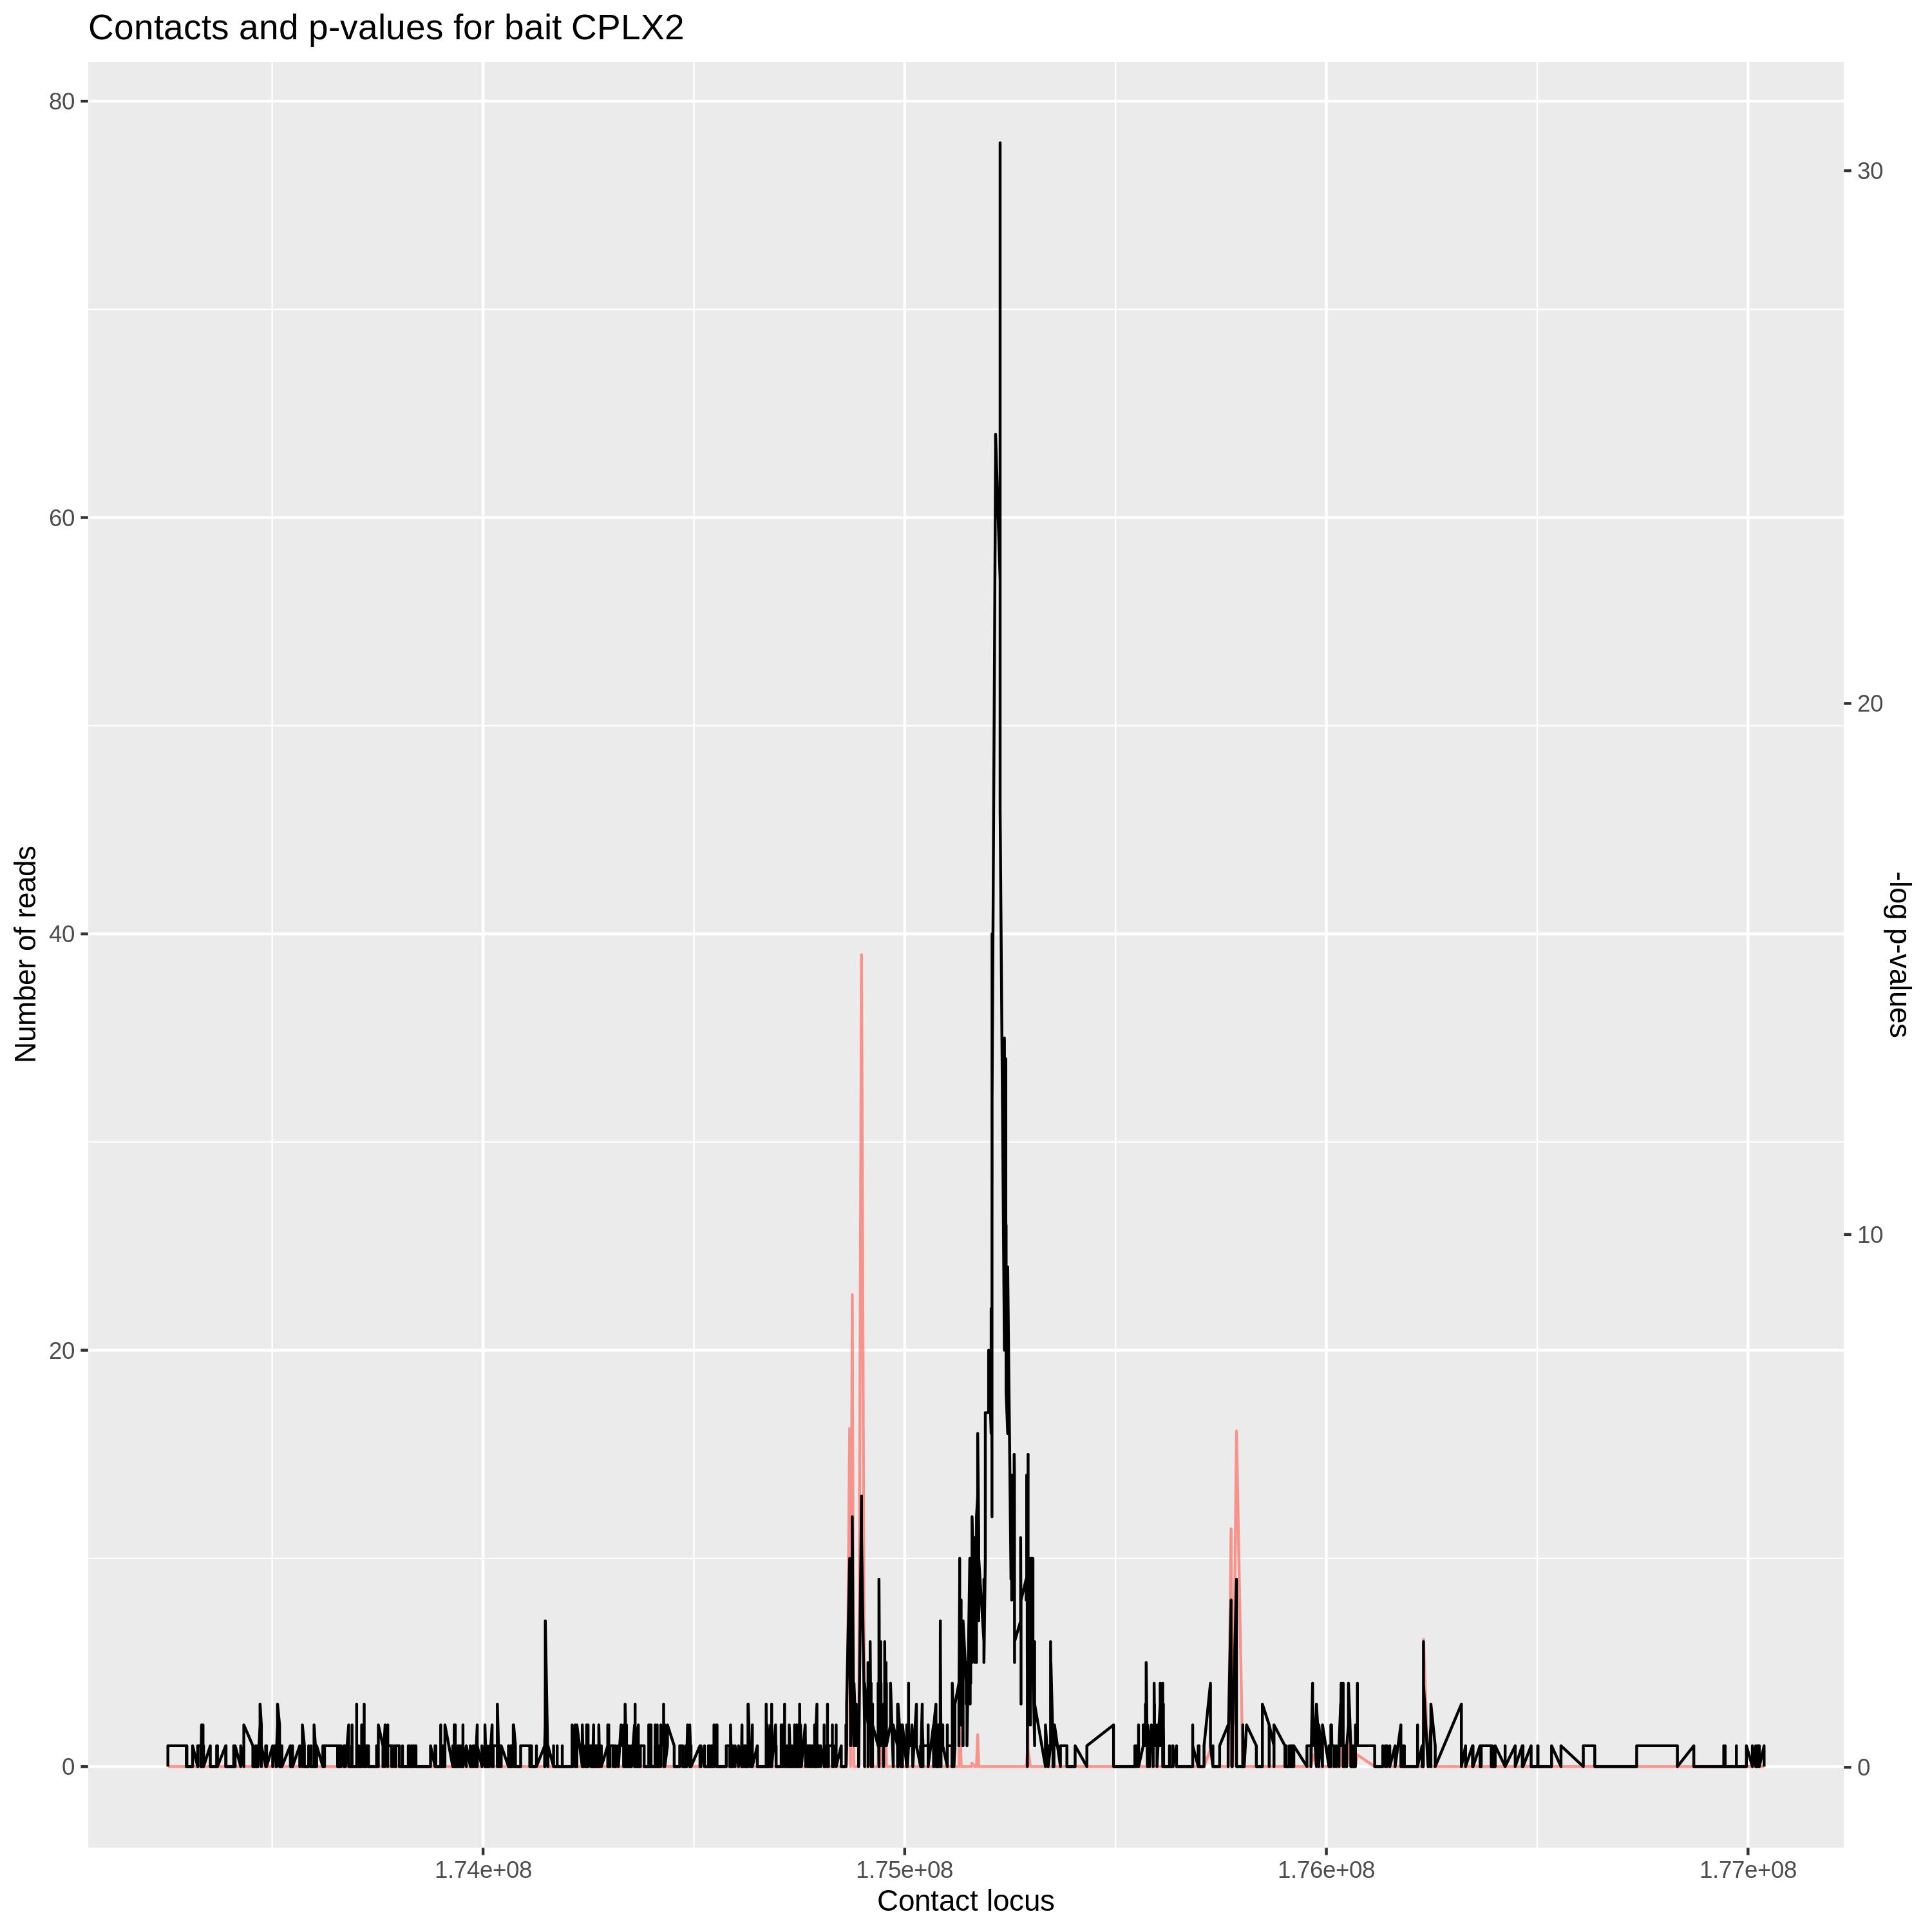 Contacts and p-values for bait CPLX2
80
60
40
20
0
Number of reads
30
20
10
0
-log p-values
1.74e+08 1.75e+08 1.76e+08 1.77e+08
Contact locus